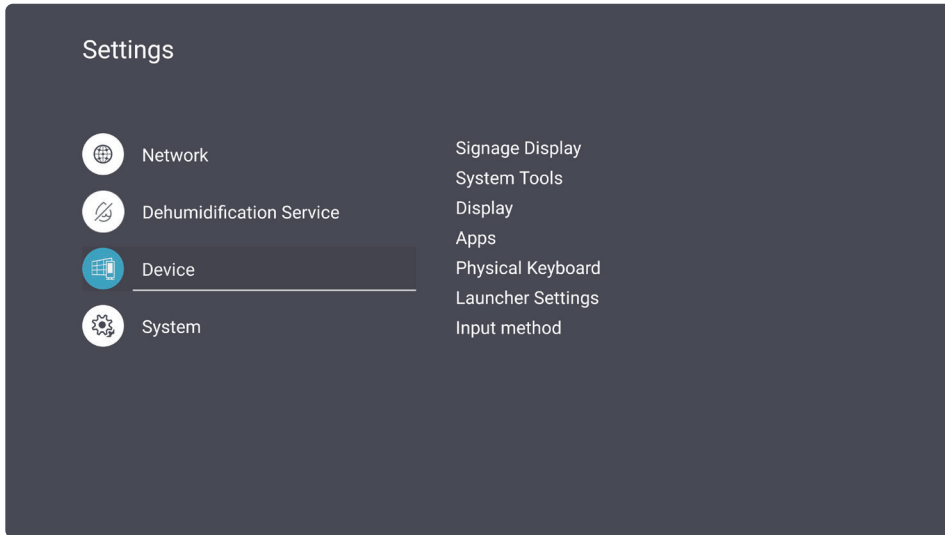 Settings
Network
Dehumidification Service
Device
System
Signage Display
System Tools
Display
Apps
Physical Keyboard
Launcher Settings
Input method